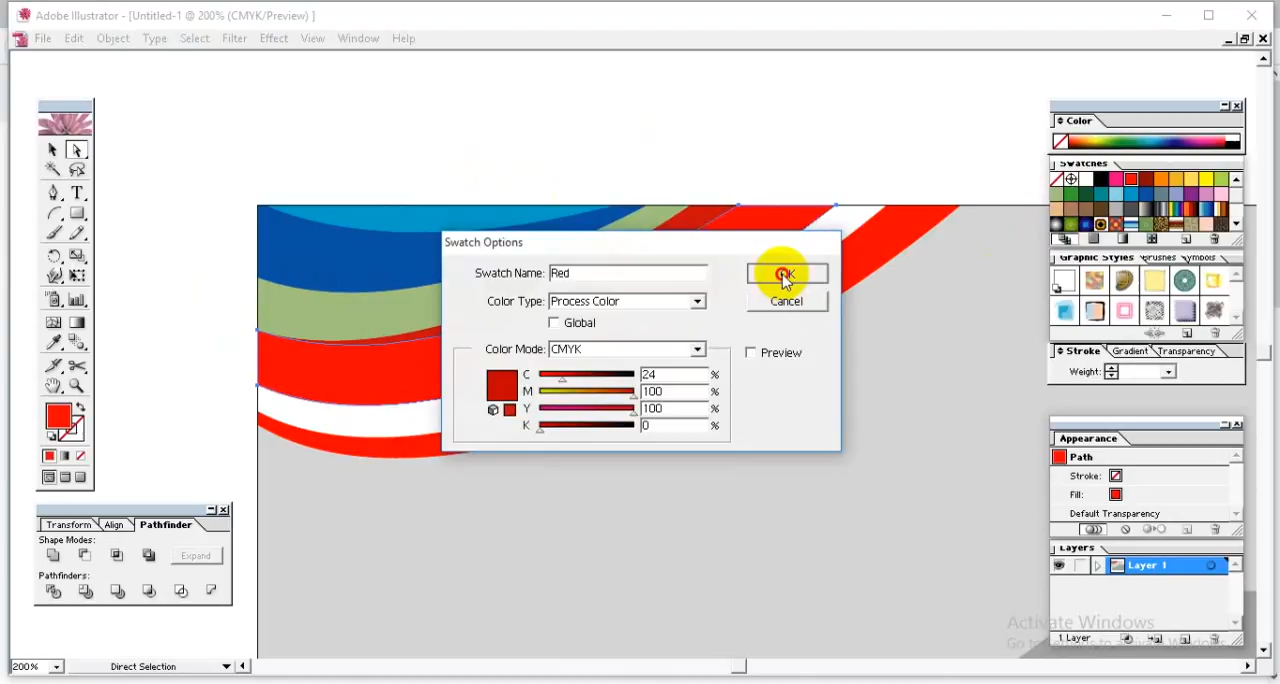 Adobe Illustrator - [Untitled-1 @ 200% (CMYK/Preview) ]
File Edit Object Type Select Filter Effect View Window Help
Color
Swatches
Swatch Options
Swatch Name: Red
Cancel
Color Type: Process Color
Global
Color Mode: CMYK
Preview
C 24 %
M 100 %
Y 100 %
K 0 %
Graphic Styles Brushes Symbols
Stroke Gradient Transparency
Weight:
Appearance
Path
Stroke:
Fill:
Default Transparency
Layers
Layer 1
1 Layer
Transform Align Pathfinder
Shape Modes:
Expand
Pathfinders:
Activate Windows
200% Direct Selection